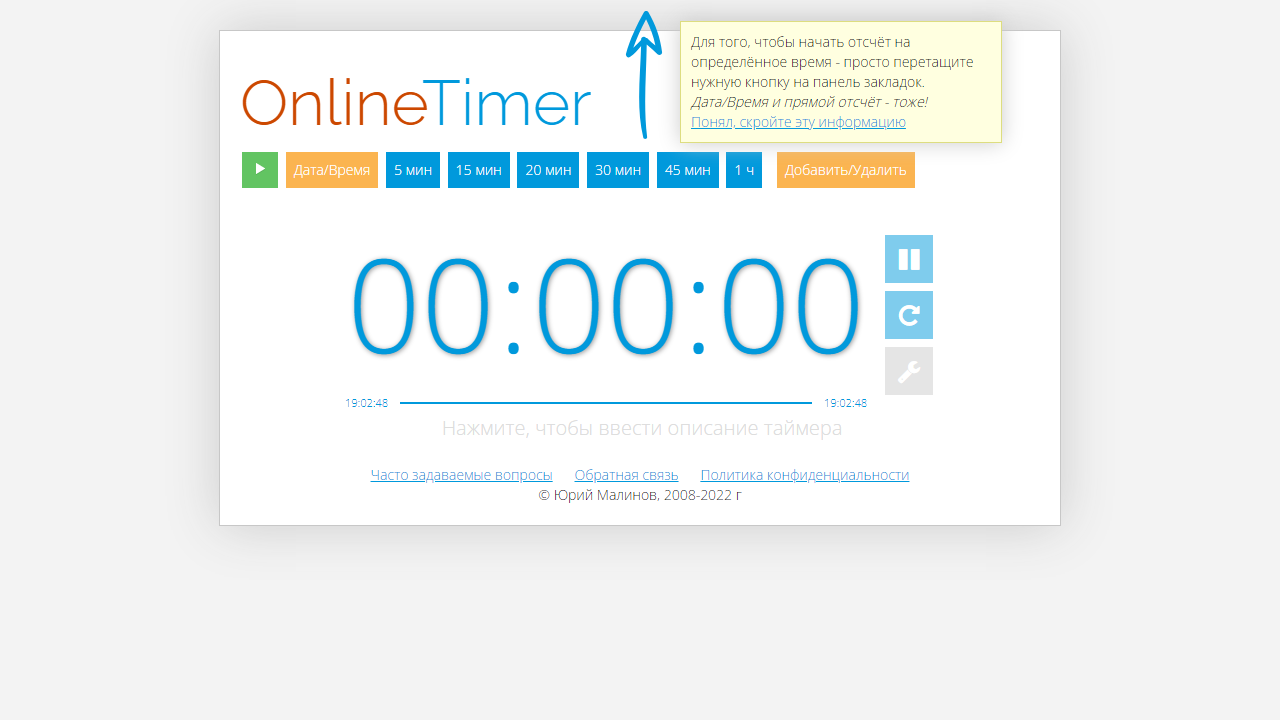 Для того, чтобы начать отсчёт на
определённое время - просто перетащите
нужную кнопку на панель закладок.
Дата/Время и прямой отсчёт - тоже!
Понял, скройте эту информацию
OnlineTimer
Дата/Время 5 мин 15 мин 20 мин 30 мин 45 мин 1 ч Добавить/Удалить
00:00:00
19:02:48 19:02:48
Нажмите, чтобы ввести описание таймера
Часто задаваемые вопросы Обратная связь Политика конфиденциальности
© Юрий Малинов, 2008-2022 г